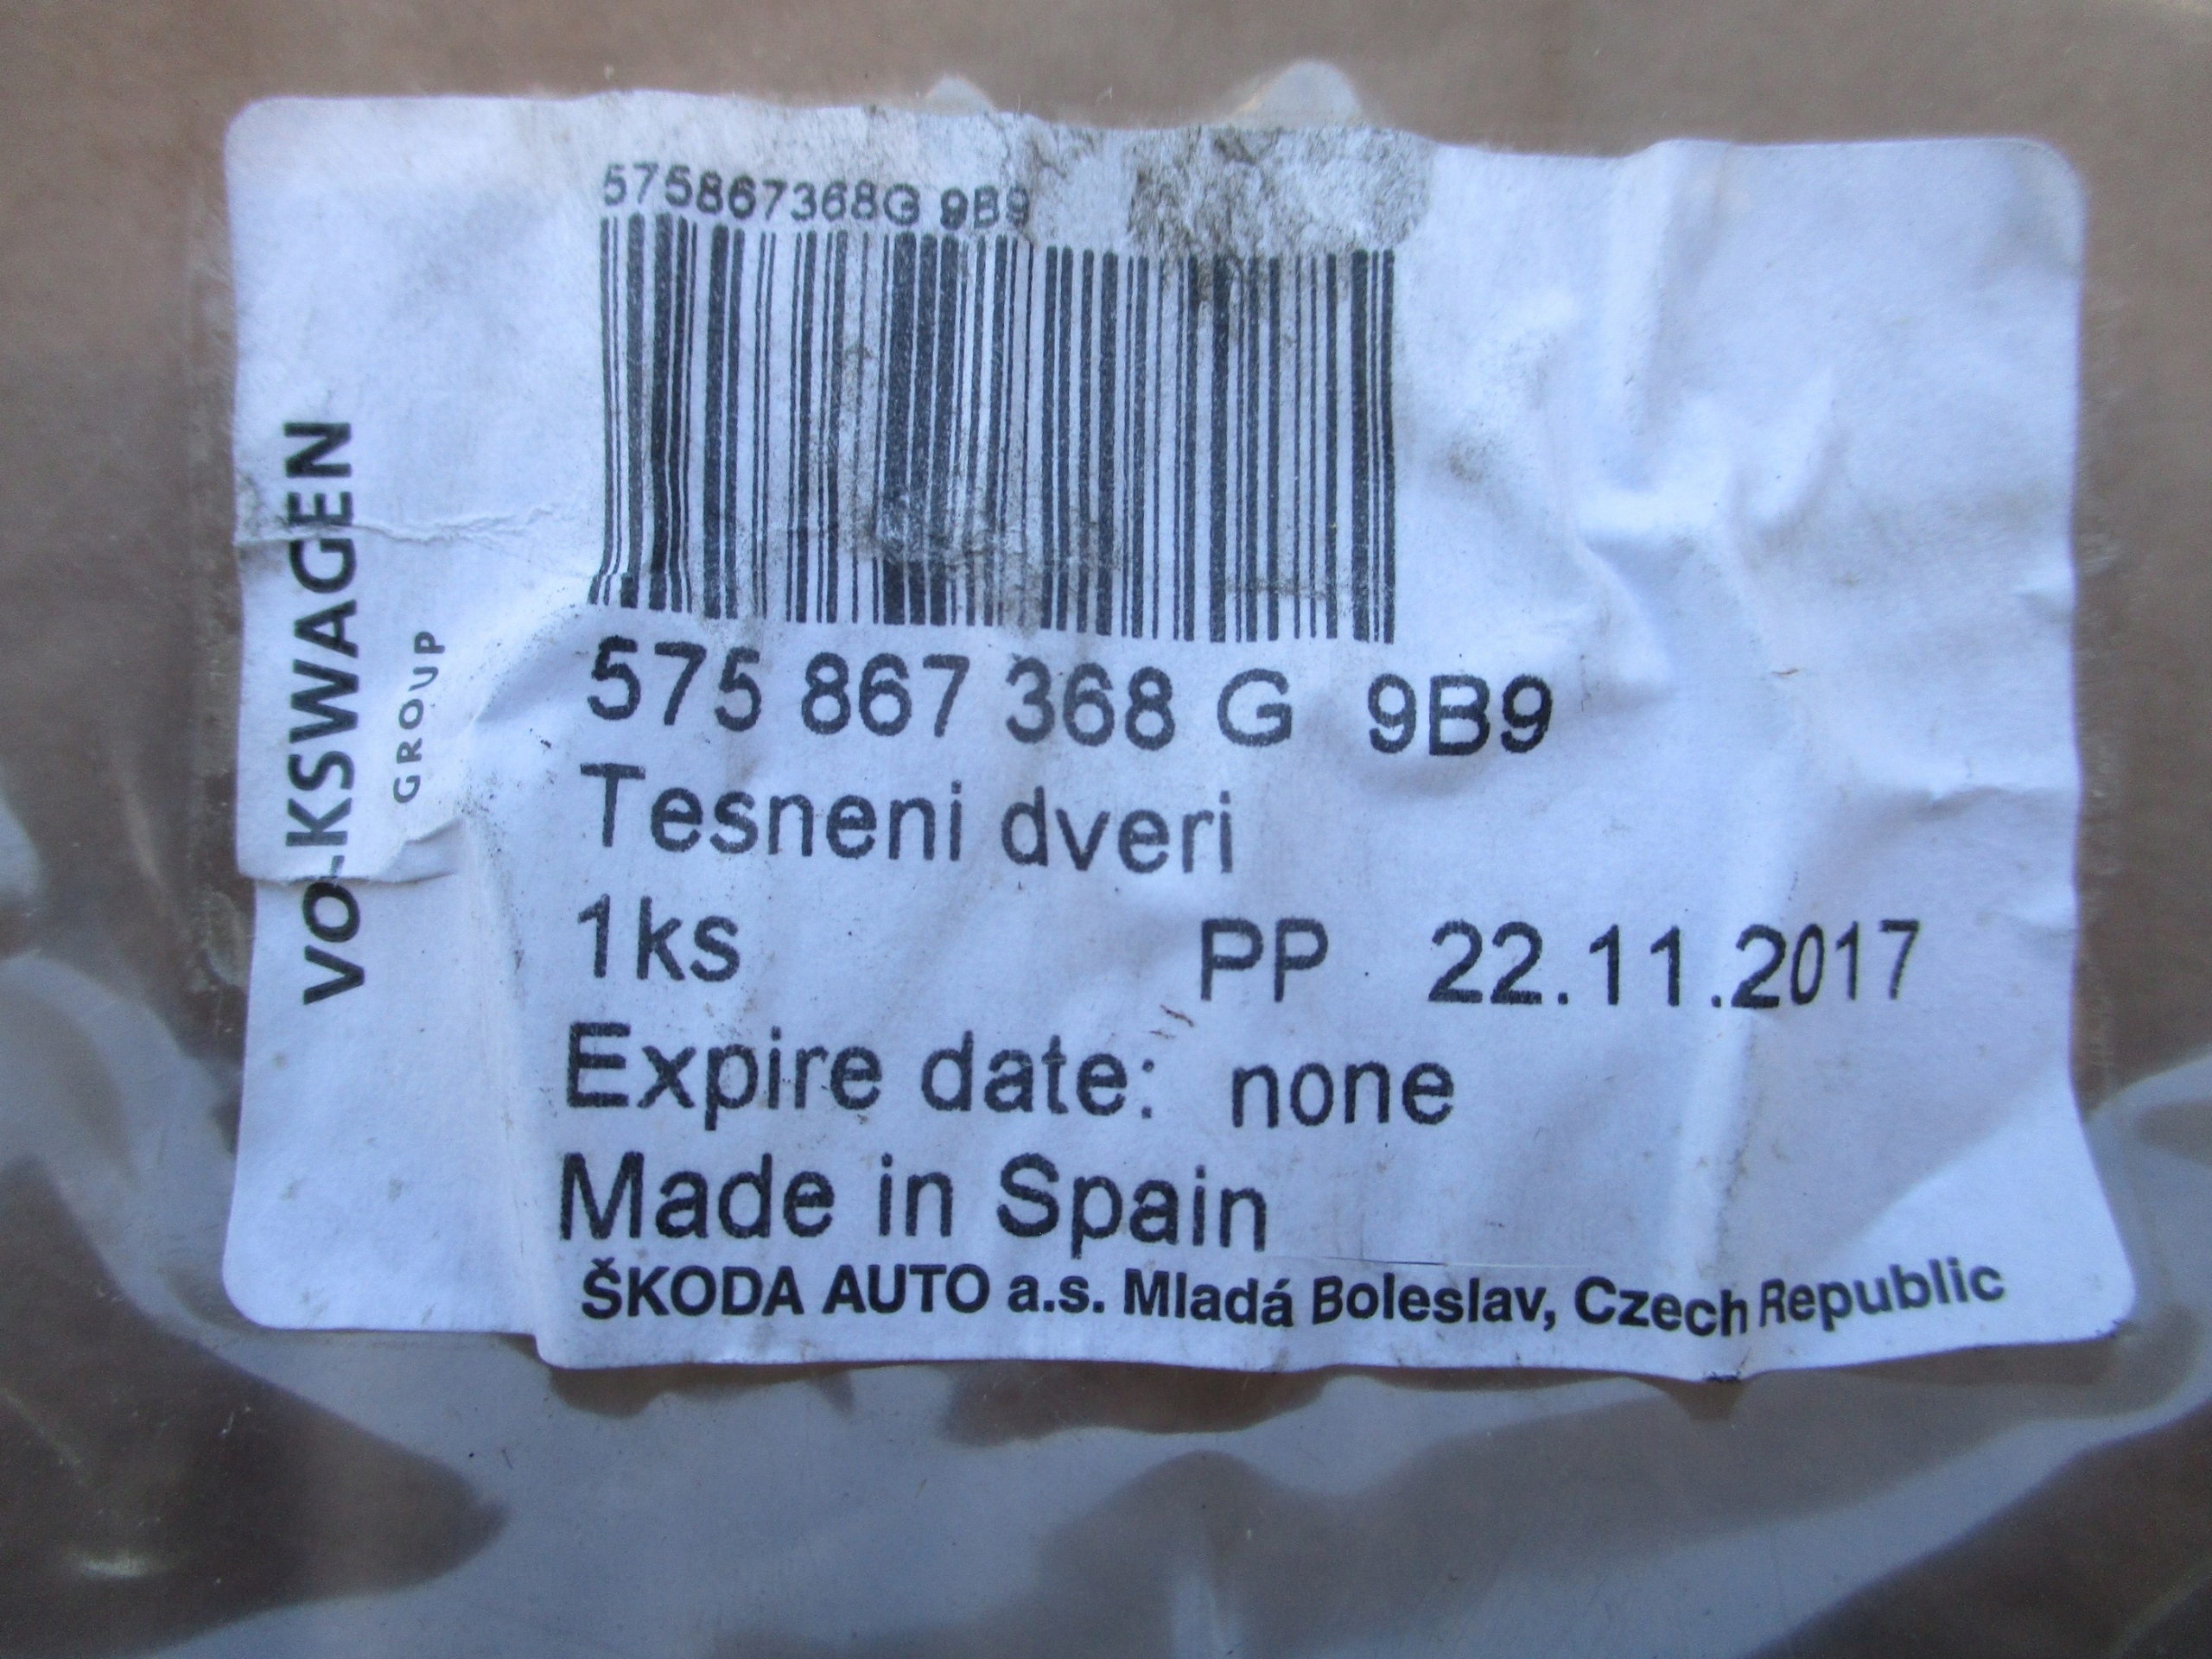 VOLKSWAGEN
GROUP
575867368G 9B9
575 867 368 G 9B9
Tesneni dveri
1ks PP 22.11.2017
Expire date: none
Made in Spain
ŠKODA AUTO a.s. Mladá Boleslav, Czech Republic